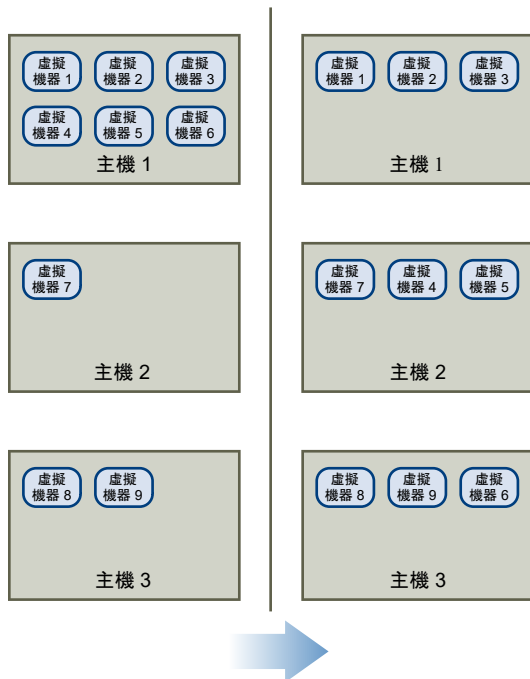 虛擬
機器 1
虛擬
機器 2
虛擬
機器 3
虛擬
機器 4
虛擬
機器 5
虛擬
機器 6
主機 1
虛擬
機器 7
主機 2
虛擬
機器 8
虛擬
機器 9
主機 3
虛擬
機器 1
虛擬
機器 2
虛擬
機器 3
主機 1
虛擬
機器 7
虛擬
機器 4
虛擬
機器 5
主機 2
虛擬
機器 8
虛擬
機器 9
虛擬
機器 6
主機 3